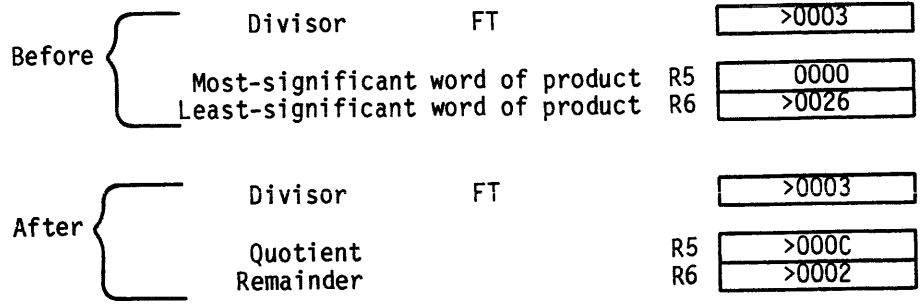 Divisor FT >0003
Before
Most-significant word of product R5 0000
Least-significant word of product R6 >0026
Divisor FT >0003
After
Quotient R5 >000C
Remainder R6 >0002